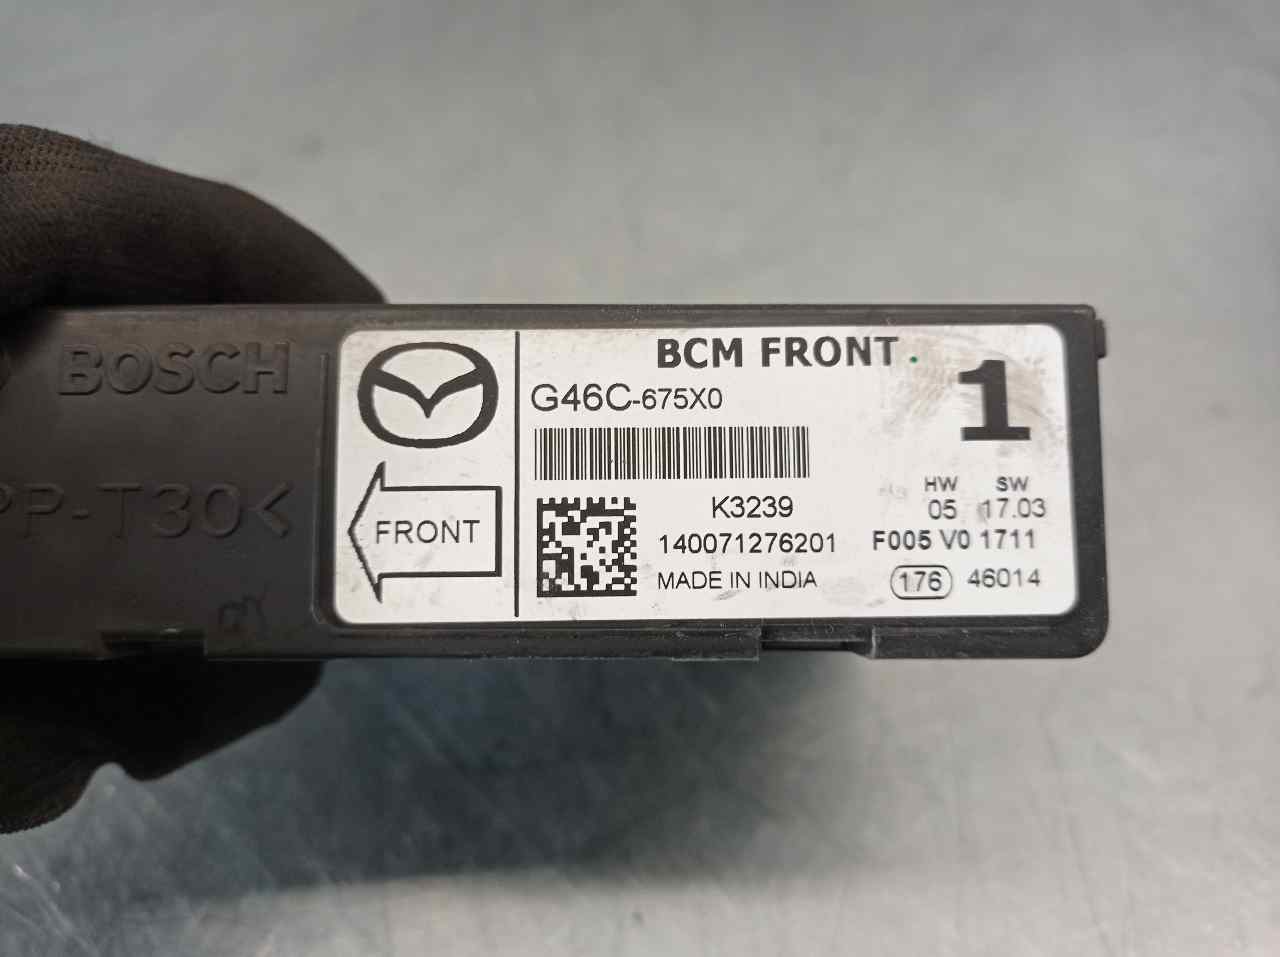 BOSCH
PP-T30<
BCM FRONT
G46C-675X0
1
FRONT
HW SW
05 17.03
K3239
140071276201
F005 V0 1711
MADE IN INDIA
176 46014